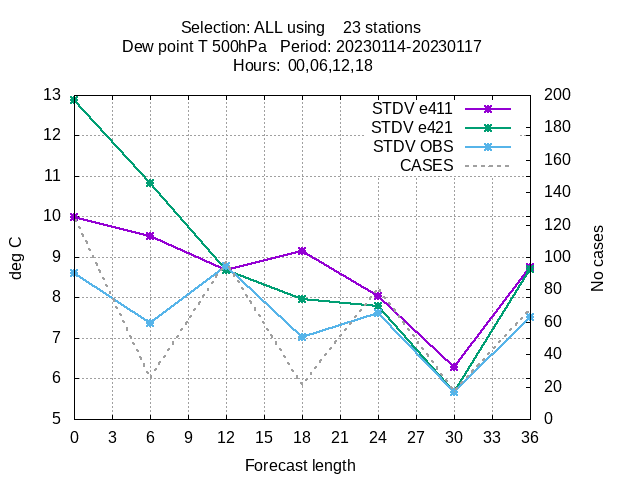 Selection: ALL using    23 stations
Dew point T 500hPa   Period: 20230114-20230117
Hours:  00,06,12,18
STDV e411
STDV e421
STDV OBS
CASES
13
12
11
10
9
8
7
6
5
deg C
200
180
160
140
120
100
80
60
40
20
0
No cases
0 3 6 9 12 15 18 21 24 27 30 33 36
Forecast length